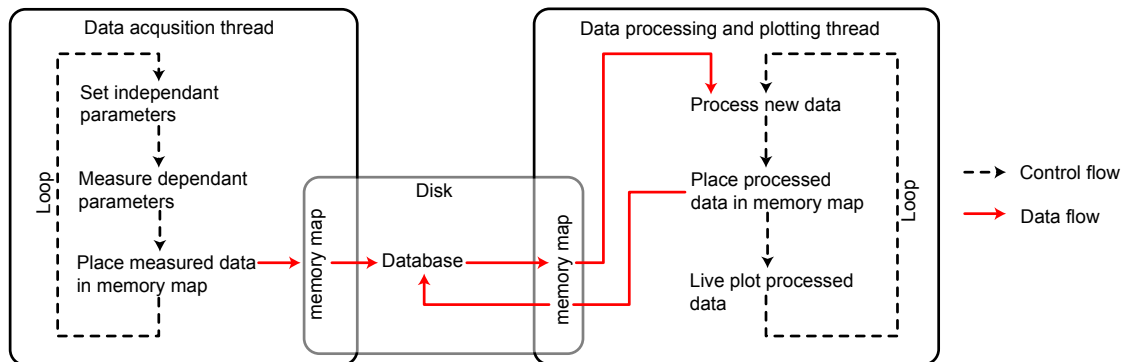 Data acqusition thread
Set independant
parameters
Measure dependant
parameters
Place measured data
in memory map
Loop
memory map
Disk
Database
memory map
Data processing and plotting thread
Process new data
Place processed
data in memory map
Live plot processed
data
Loop
Control flow
Data flow